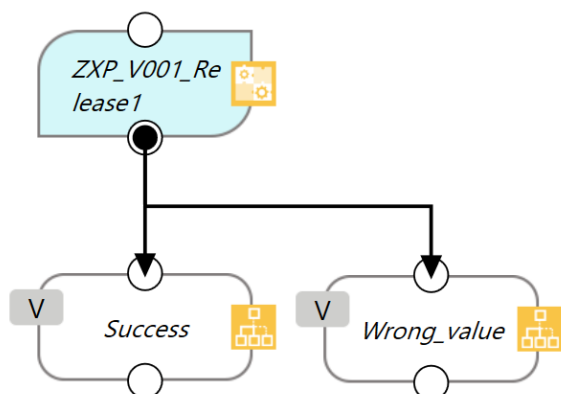 ZXP_V001_Re
lease1
V
Success
V
Wrong_value